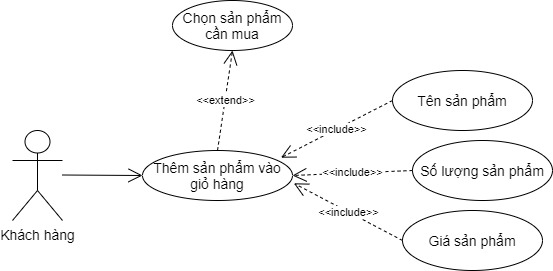 Chọn sản phẩm
cần mua
<<extend>>
Tên sản phẩm
<<include>>
Thêm sản phẩm vào
giỏ hàng
<<include>>
Số lượng sản phẩm
<<include>>
Giá sản phẩm
Khách hàng